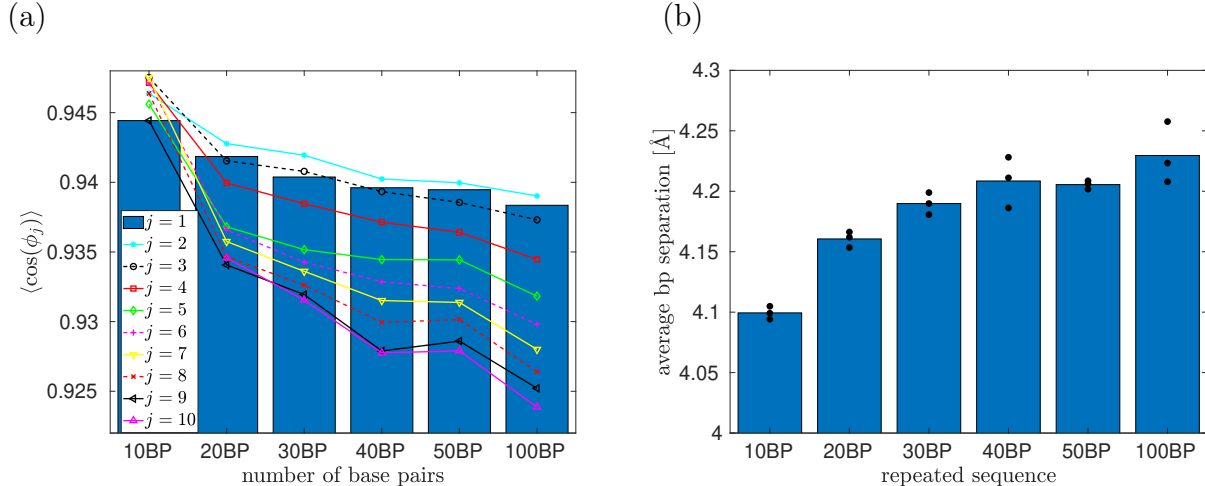 (a)
(b)
⟨cos(ϕ_j)⟩
0.945
0.94
0.935
0.93
0.925
j = 1
j = 2
j = 3
j = 4
j = 5
j = 6
j = 7
j = 8
j = 9
j = 10
10BP 20BP 30BP 40BP 50BP 100BP
number of base pairs
average bp separation [Å]
4.3
4.25
4.2
4.15
4.1
4.05
4
10BP 20BP 30BP 40BP 50BP 100BP
repeated sequence